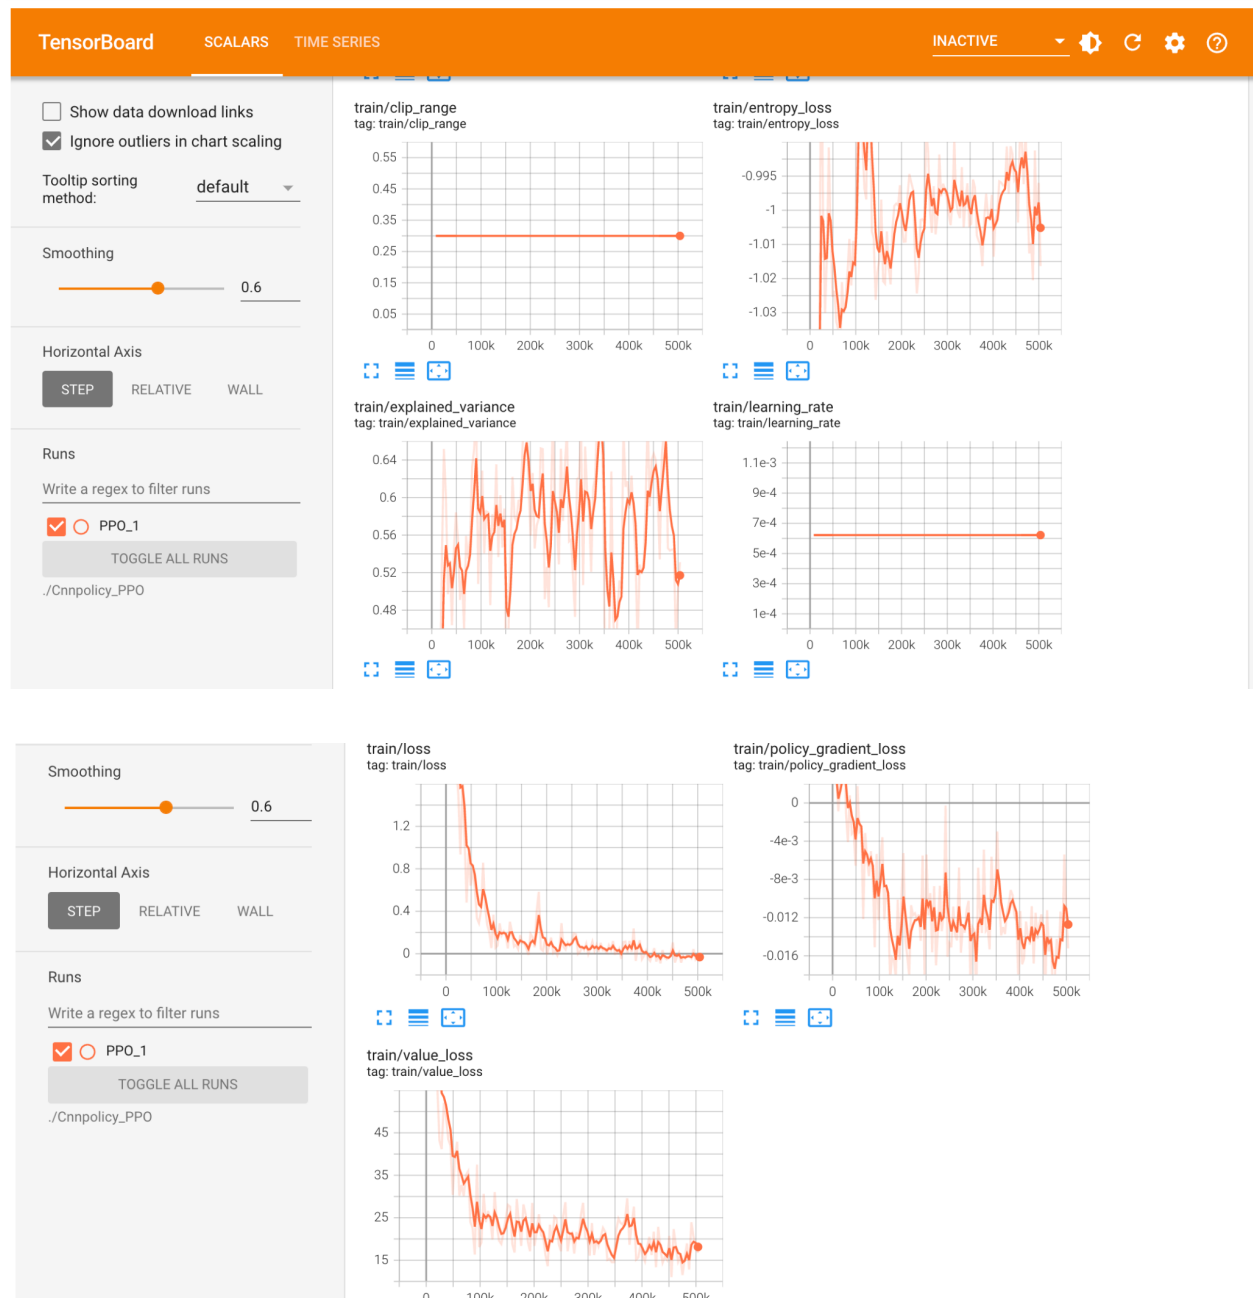 TensorBoard SCALARS TIME SERIES INACTIVE
Show data download links
Ignore outliers in chart scaling
Tooltip sorting
method:
default
Smoothing
0.6
Horizontal Axis
STEP RELATIVE WALL
Runs
Write a regex to filter runs
PPO_1
TOGGLE ALL RUNS
./Cnnpolicy_PPO
train/clip_range
tag: train/clip_range
0.55
0.45
0.35
0.25
0.15
0.05
0 100k 200k 300k 400k 500k
train/entropy_loss
tag: train/entropy_loss
-0.995
-1
-1.01
-1.02
-1.03
0 100k 200k 300k 400k 500k
train/explained_variance
tag: train/explained_variance
0.64
0.6
0.56
0.52
0.48
0 100k 200k 300k 400k 500k
train/learning_rate
tag: train/learning_rate
1.1e-3
9e-4
7e-4
5e-4
3e-4
1e-4
0 100k 200k 300k 400k 500k
Smoothing
0.6
Horizontal Axis
STEP RELATIVE WALL
Runs
Write a regex to filter runs
PPO_1
TOGGLE ALL RUNS
./Cnnpolicy_PPO
train/loss
tag: train/loss
1.2
0.8
0.4
0
0 100k 200k 300k 400k 500k
train/policy_gradient_loss
tag: train/policy_gradient_loss
0
-4e-3
-8e-3
-0.012
-0.016
0 100k 200k 300k 400k 500k
train/value_loss
tag: train/value_loss
45
35
25
15
0 100k 200k 300k 400k 500k